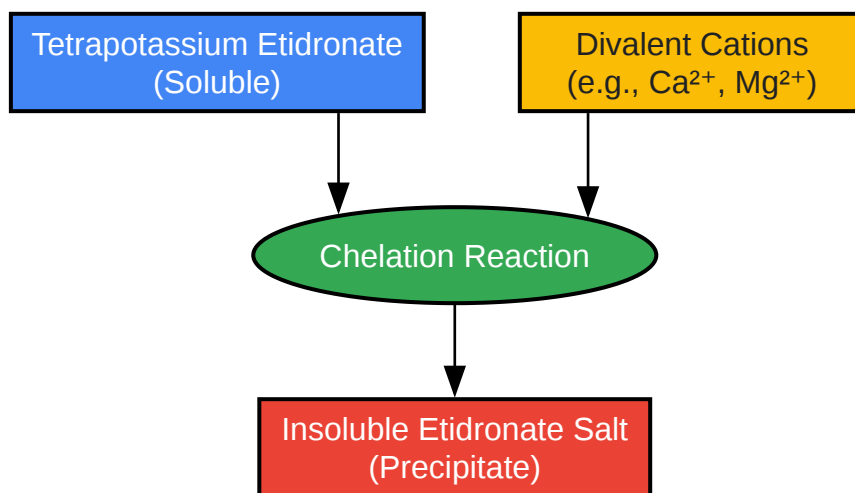 Tetrapotassium Etidronate
(Soluble)
Divalent Cations
(e.g., Ca²⁺, Mg²⁺)
Chelation Reaction
Insoluble Etidronate Salt
(Precipitate)